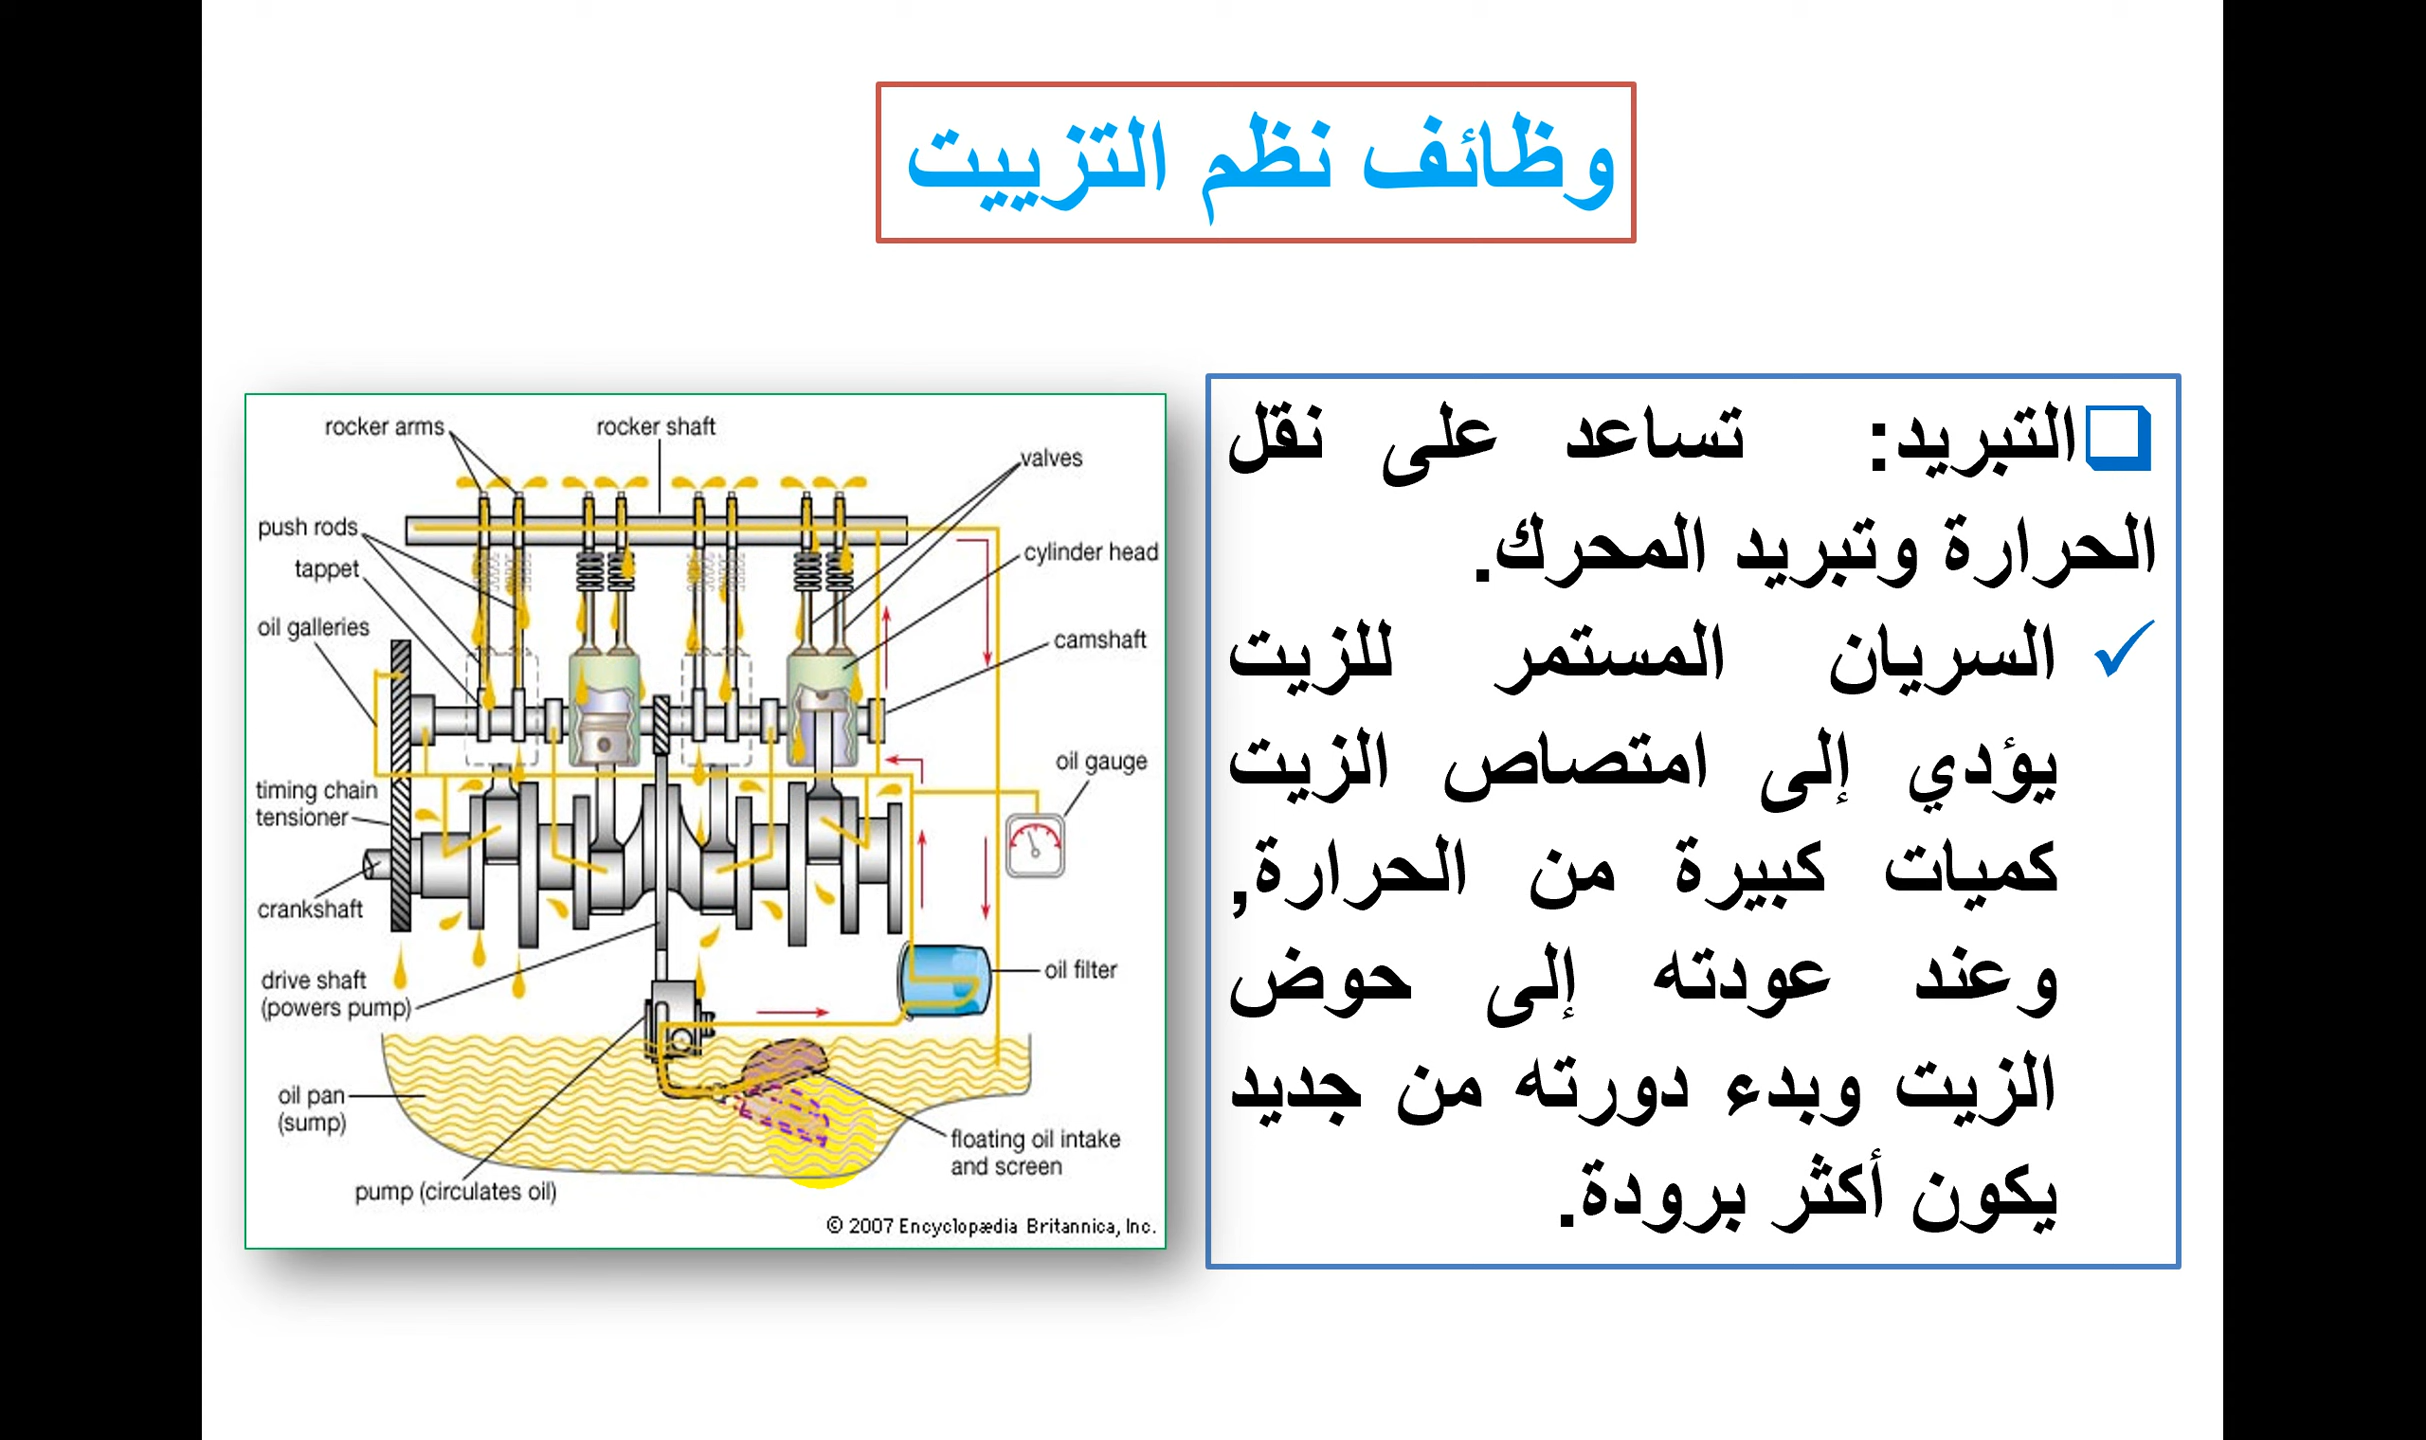 وظائف نظم التزييت
التبريد: تساعد على نقل
الحرارة وتبريد المحرك.
السريان المستمر للزيت
يؤدي إلى امتصاص الزيت
كميات كبيرة من الحرارة,
وعند عودته إلى حوض
الزيت وبدء دورته من جديد
يكون أكثر برودة.
rocker arms
rocker shaft
valves
push rods
tappet
cylinder head
oil galleries
camshaft
oil gauge
timing chain
tensioner
crankshaft
drive shaft
(powers pump)
oil filter
oil pan
(sump)
floating oil intake
and screen
pump (circulates oil)
© 2007 Encyclopædia Britannica, Inc.